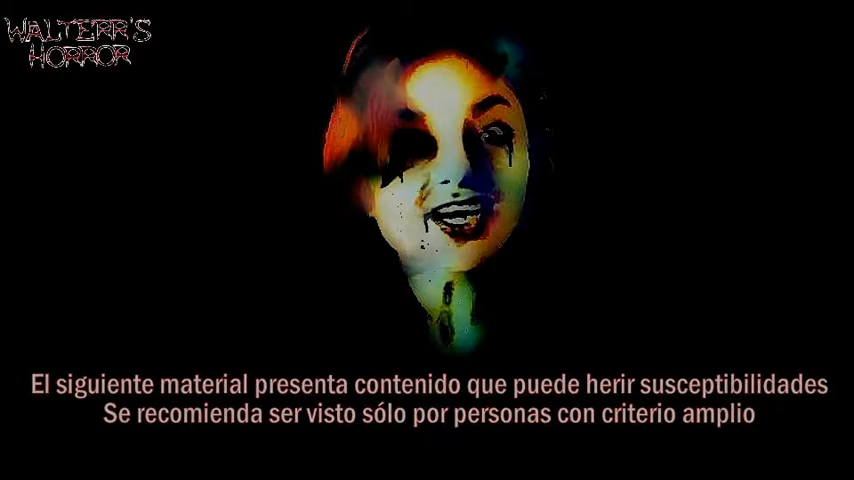 WALTERR'S
HORROR
El siguiente material presenta contenido que puede herir susceptibilidades
Se recomienda ser visto sólo por personas con criterio amplio